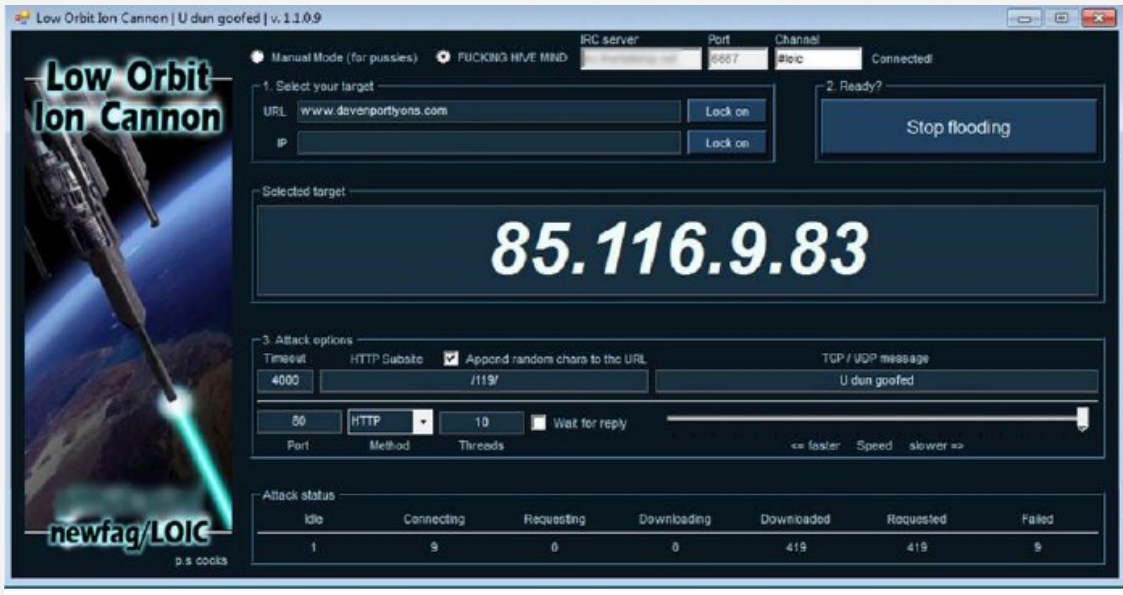 Low Orbit Ion Cannon | U dun goofed | v. 1.1.0.9
Low Orbit
Ion Cannon
Manual Mode (for pussies) FUCKING HIVE MIND
IRC server Port Channel
6667 #loic Connected!
1. Select your target
URL www.davenportlyons.com Lock on
IP Lock on
2. Ready?
Stop flooding
Selected target
85.116.9.83
3. Attack options
Timeout HTTP Subsite Append random chars to the URL TCP / UDP message
4000 /119/ U dun goofed
80 HTTP 10 Wait for reply
Port Method Threads <= faster Speed slower =>
Attack status
Idle Connecting Requesting Downloading Downloaded Requested Failed
1 9 0 0 419 419 9
newfag/LOIC
p.s cocks